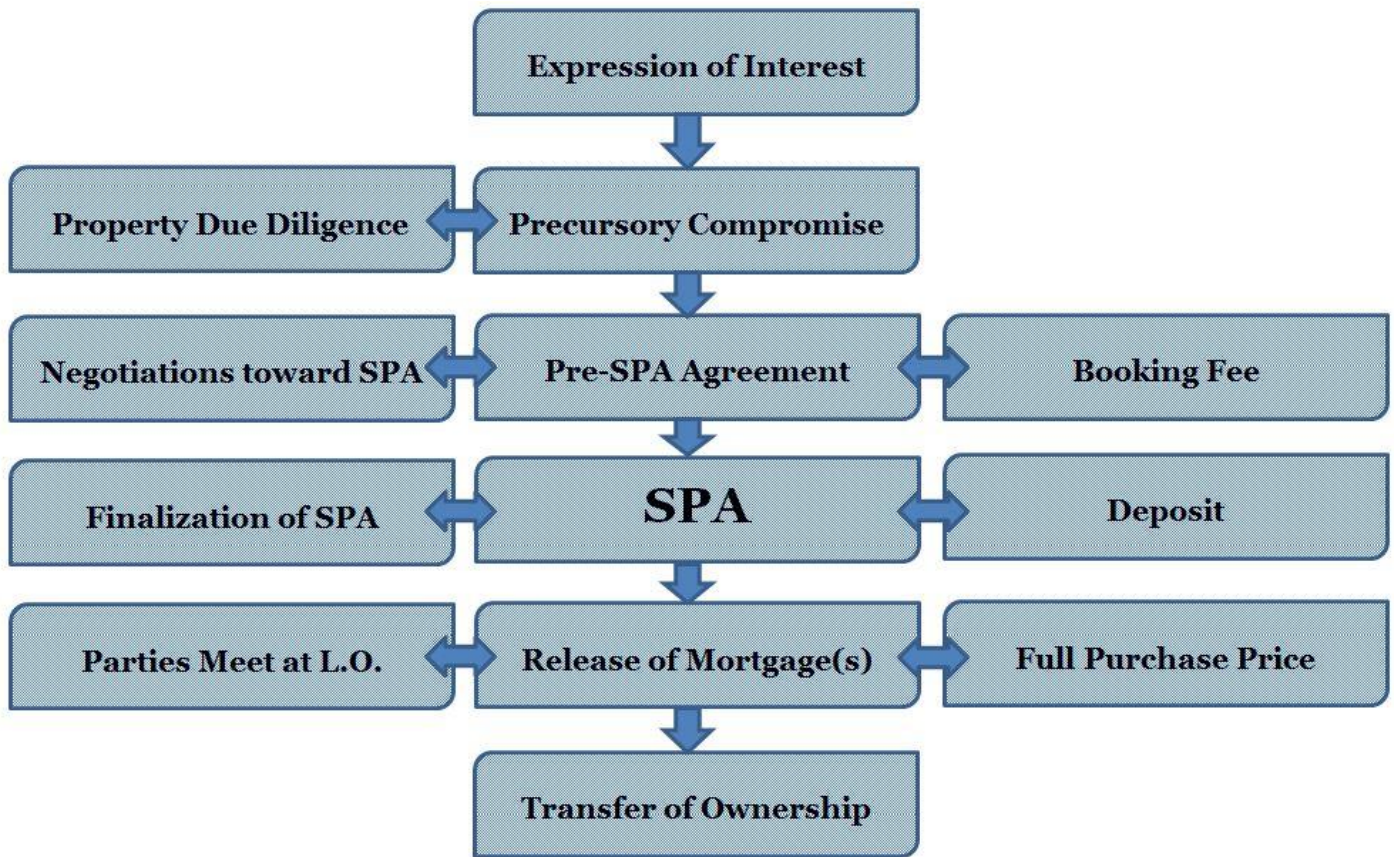 Expression of Interest
Property Due Diligence
Precursory Compromise
Negotiations toward SPA
Pre-SPA Agreement
Booking Fee
Finalization of SPA
SPA
Deposit
Parties Meet at L.O.
Release of Mortgage(s)
Full Purchase Price
Transfer of Ownership